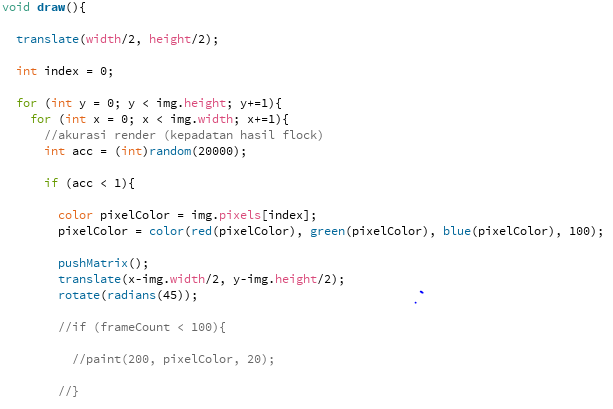 void draw(){
translate(width/2, height/2);
int index = 0;
for (int y = 0; y < img.height; y+=1){
for (int x = 0; x < img.width; x+=1){
//akurasi render (kepadatan hasil flock)
int acc = (int)random(20000);
if (acc < 1){
color pixelColor = img.pixels[index];
pixelColor = color(red(pixelColor), green(pixelColor), blue(pixelColor), 100);
pushMatrix();
translate(x-img.width/2, y-img.height/2);
rotate(radians(45));
//if (frameCount < 100){
//paint(200, pixelColor, 20);
//}